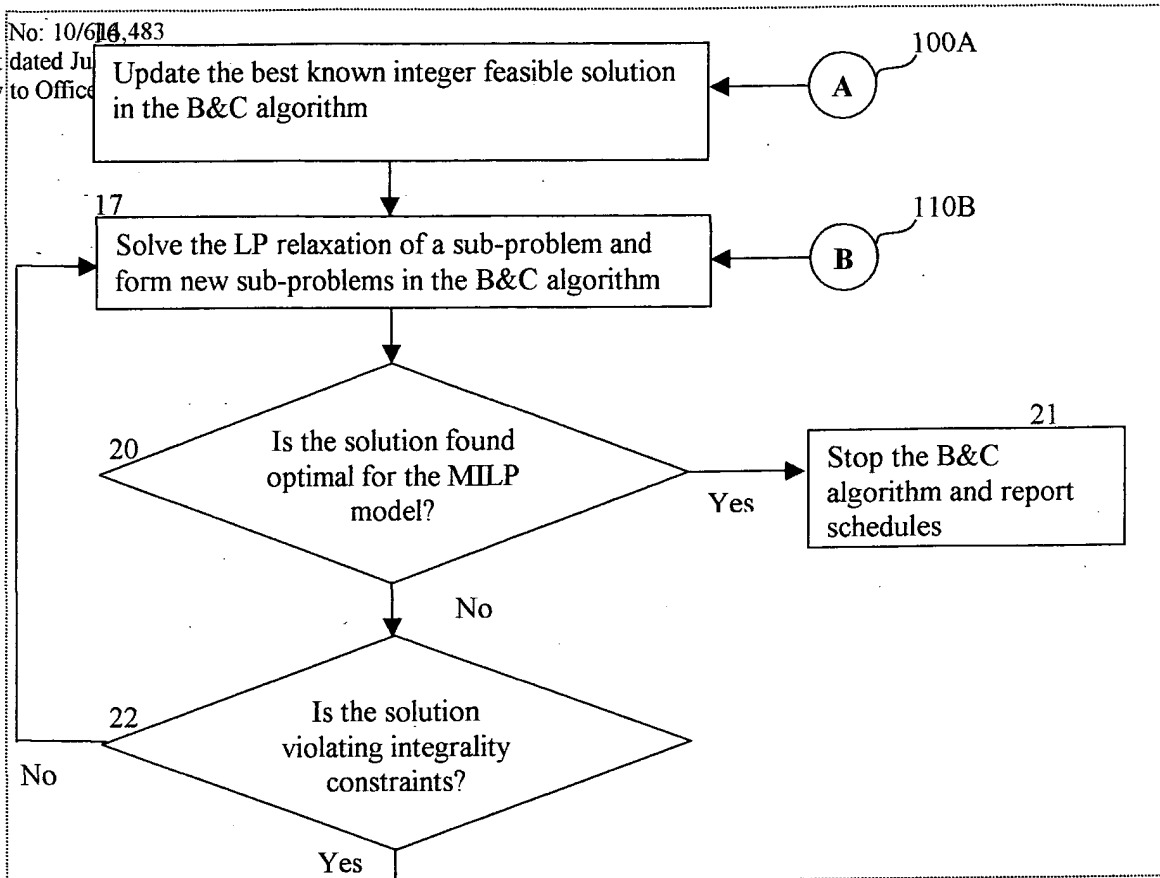 No: 10/614,483
16
dated Ju
to Office
Update the best known integer feasible solution
in the B&C algorithm
A
100A
17
Solve the LP relaxation of a sub-problem and
form new sub-problems in the B&C algorithm
B
110B
20
Is the solution found
optimal for the MILP
model?
Yes
21
Stop the B&C
algorithm and report
schedules
No
22
Is the solution
violating integrality
constraints?
No
Yes